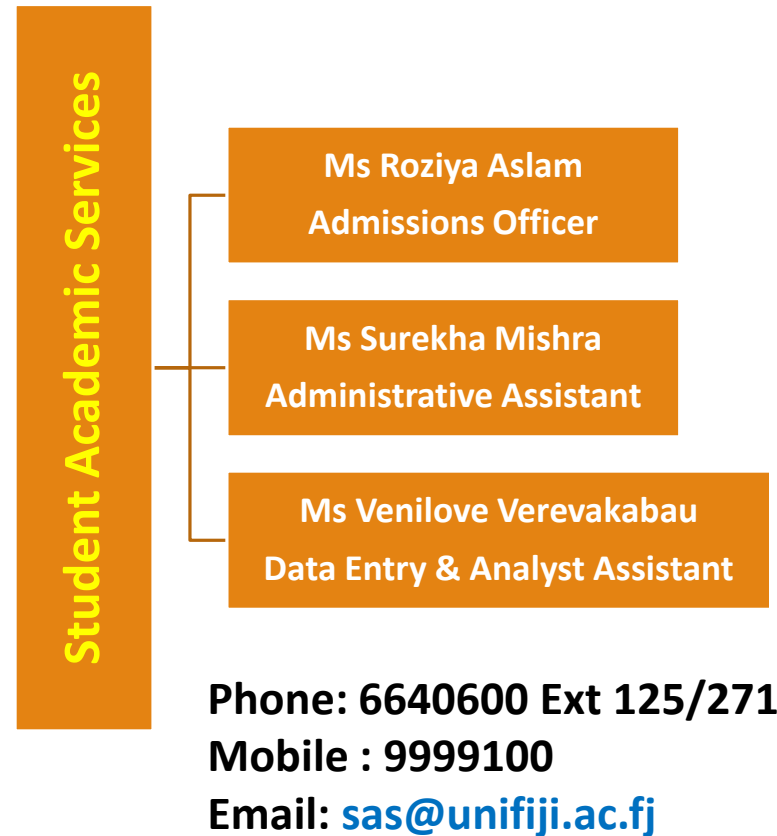 Student Academic Services
Ms Roziya Aslam
Admissions Officer
Ms Surekha Mishra
Administrative Assistant
Ms Venilove Verevakabau
Data Entry & Analyst Assistant
Phone: 6640600 Ext 125/271
Mobile : 9999100
Email: sas@unifiji.ac.fj